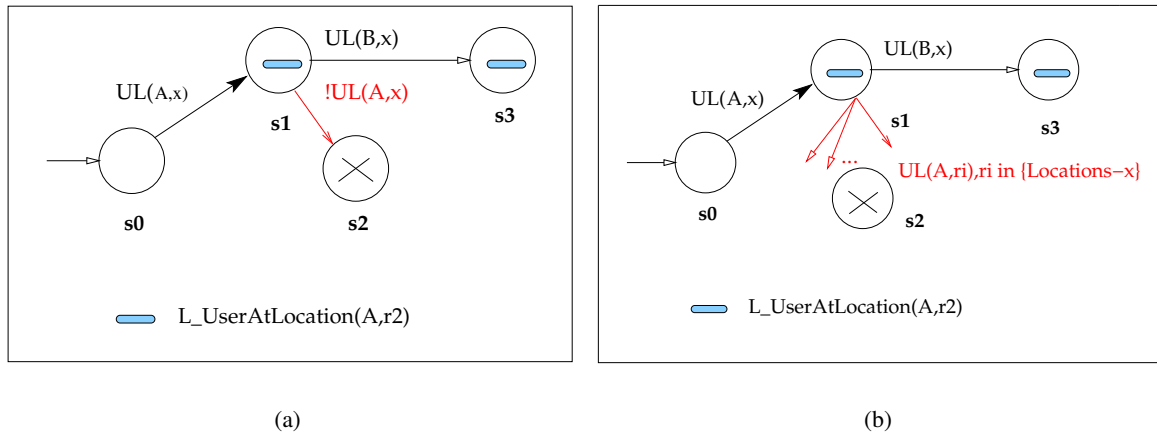 UL(B,x)
UL(A,x)
!UL(A,x)
s1
s3
s0
s2
L_UserAtLocation(A,r2)
(a)
UL(B,x)
UL(A,x)
s1
s3
...
UL(A,ri),ri in {Locations−x}
s0
s2
L_UserAtLocation(A,r2)
(b)